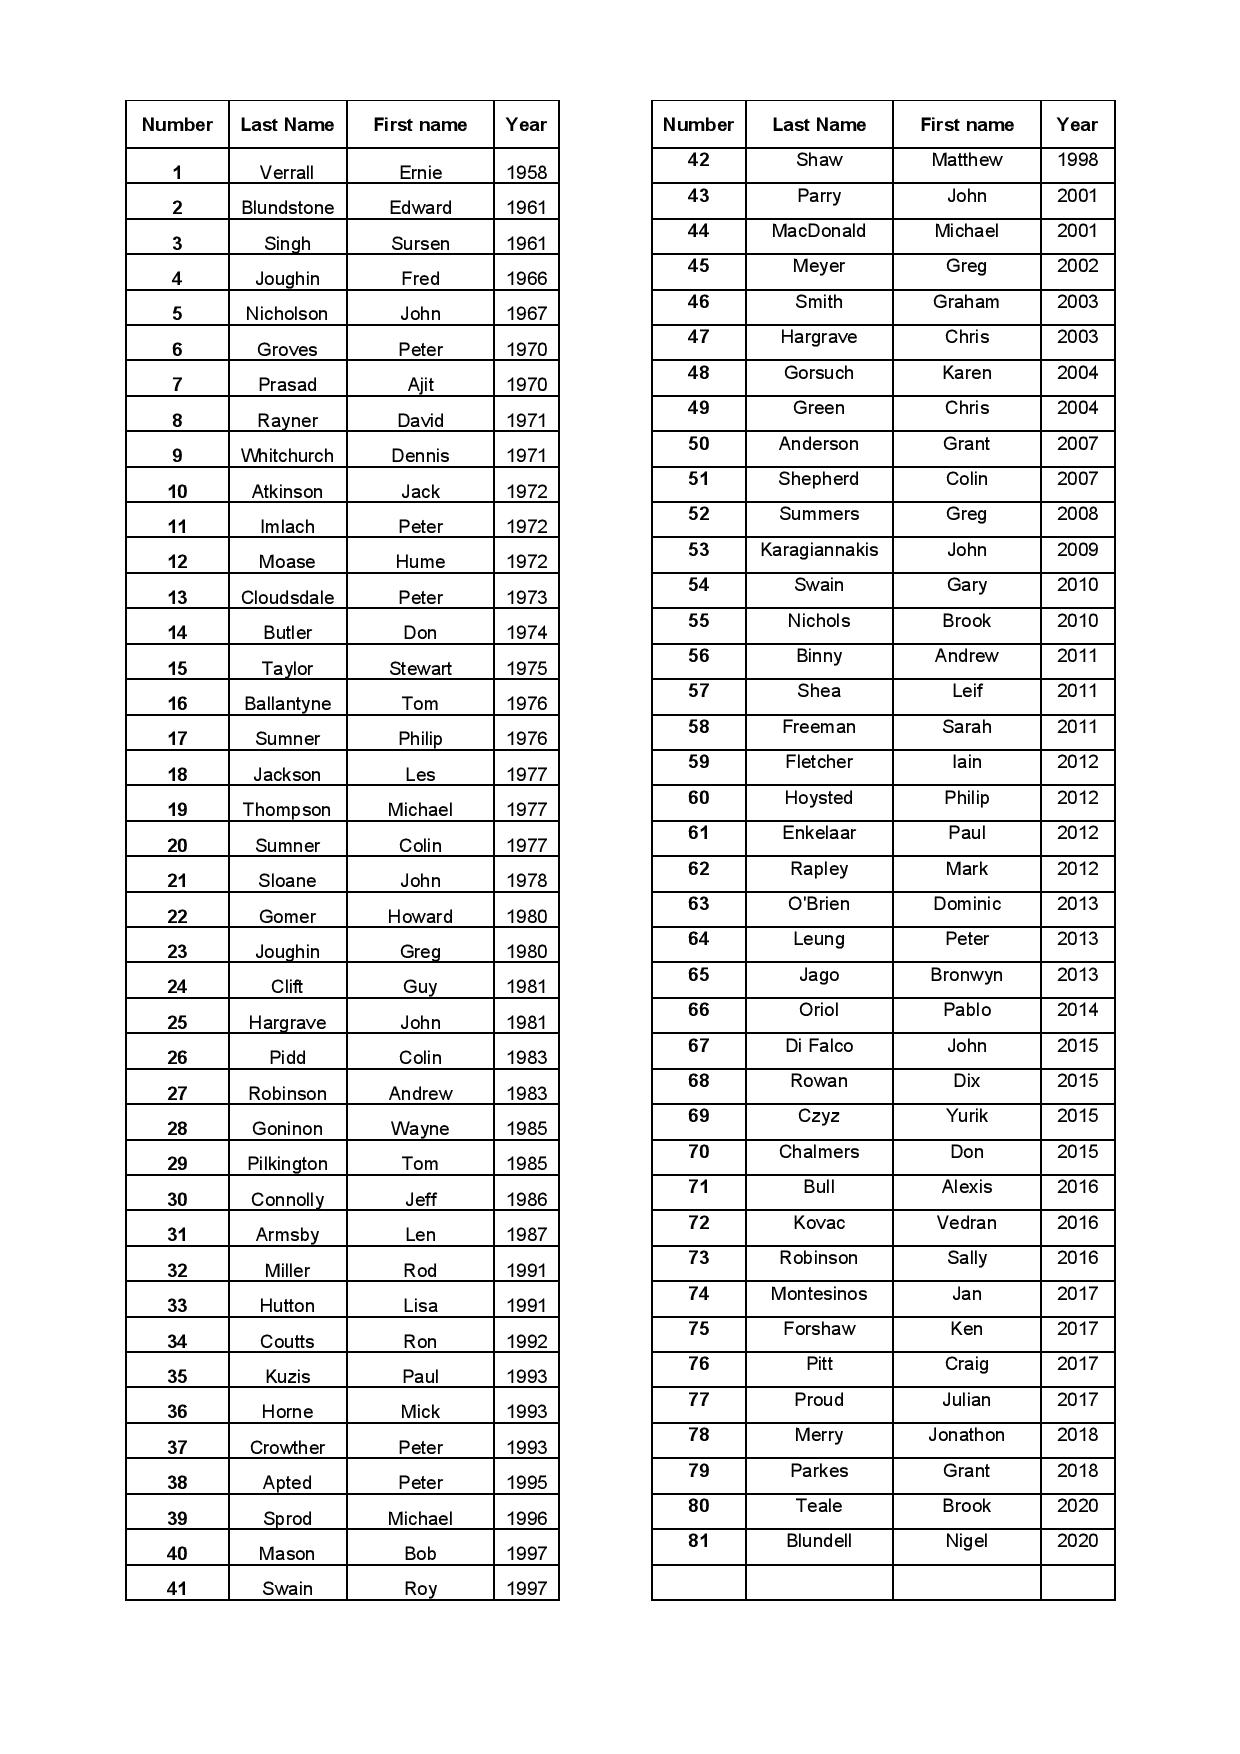 Number Last Name First name Year
1 Verrall Ernie 1958
2 Blundstone Edward 1961
3 Singh Sursen 1961
4 Joughin Fred 1966
5 Nicholson John 1967
6 Groves Peter 1970
7 Prasad Ajit 1970
8 Rayner David 1971
9 Whitchurch Dennis 1971
10 Atkinson Jack 1972
11 Imlach Peter 1972
12 Moase Hume 1972
13 Cloudsdale Peter 1973
14 Butler Don 1974
15 Taylor Stewart 1975
16 Ballantyne Tom 1976
17 Sumner Philip 1976
18 Jackson Les 1977
19 Thompson Michael 1977
20 Sumner Colin 1977
21 Sloane John 1978
22 Gomer Howard 1980
23 Joughin Greg 1980
24 Clift Guy 1981
25 Hargrave John 1981
26 Pidd Colin 1983
27 Robinson Andrew 1983
28 Goninon Wayne 1985
29 Pilkington Tom 1985
30 Connolly Jeff 1986
31 Armsby Len 1987
32 Miller Rod 1991
33 Hutton Lisa 1991
34 Coutts Ron 1992
35 Kuzis Paul 1993
36 Horne Mick 1993
37 Crowther Peter 1993
38 Apted Peter 1995
39 Sprod Michael 1996
40 Mason Bob 1997
41 Swain Roy 1997
Number Last Name First name Year
42 Shaw Matthew 1998
43 Parry John 2001
44 MacDonald Michael 2001
45 Meyer Greg 2002
46 Smith Graham 2003
47 Hargrave Chris 2003
48 Gorsuch Karen 2004
49 Green Chris 2004
50 Anderson Grant 2007
51 Shepherd Colin 2007
52 Summers Greg 2008
53 Karagiannakis John 2009
54 Swain Gary 2010
55 Nichols Brook 2010
56 Binny Andrew 2011
57 Shea Leif 2011
58 Freeman Sarah 2011
59 Fletcher Iain 2012
60 Hoysted Philip 2012
61 Enkelaar Paul 2012
62 Rapley Mark 2012
63 O'Brien Dominic 2013
64 Leung Peter 2013
65 Jago Bronwyn 2013
66 Oriol Pablo 2014
67 Di Falco John 2015
68 Rowan Dix 2015
69 Czyz Yurik 2015
70 Chalmers Don 2015
71 Bull Alexis 2016
72 Kovac Vedran 2016
73 Robinson Sally 2016
74 Montesinos Jan 2017
75 Forshaw Ken 2017
76 Pitt Craig 2017
77 Proud Julian 2017
78 Merry Jonathon 2018
79 Parkes Grant 2018
80 Teale Brook 2020
81 Blundell Nigel 2020